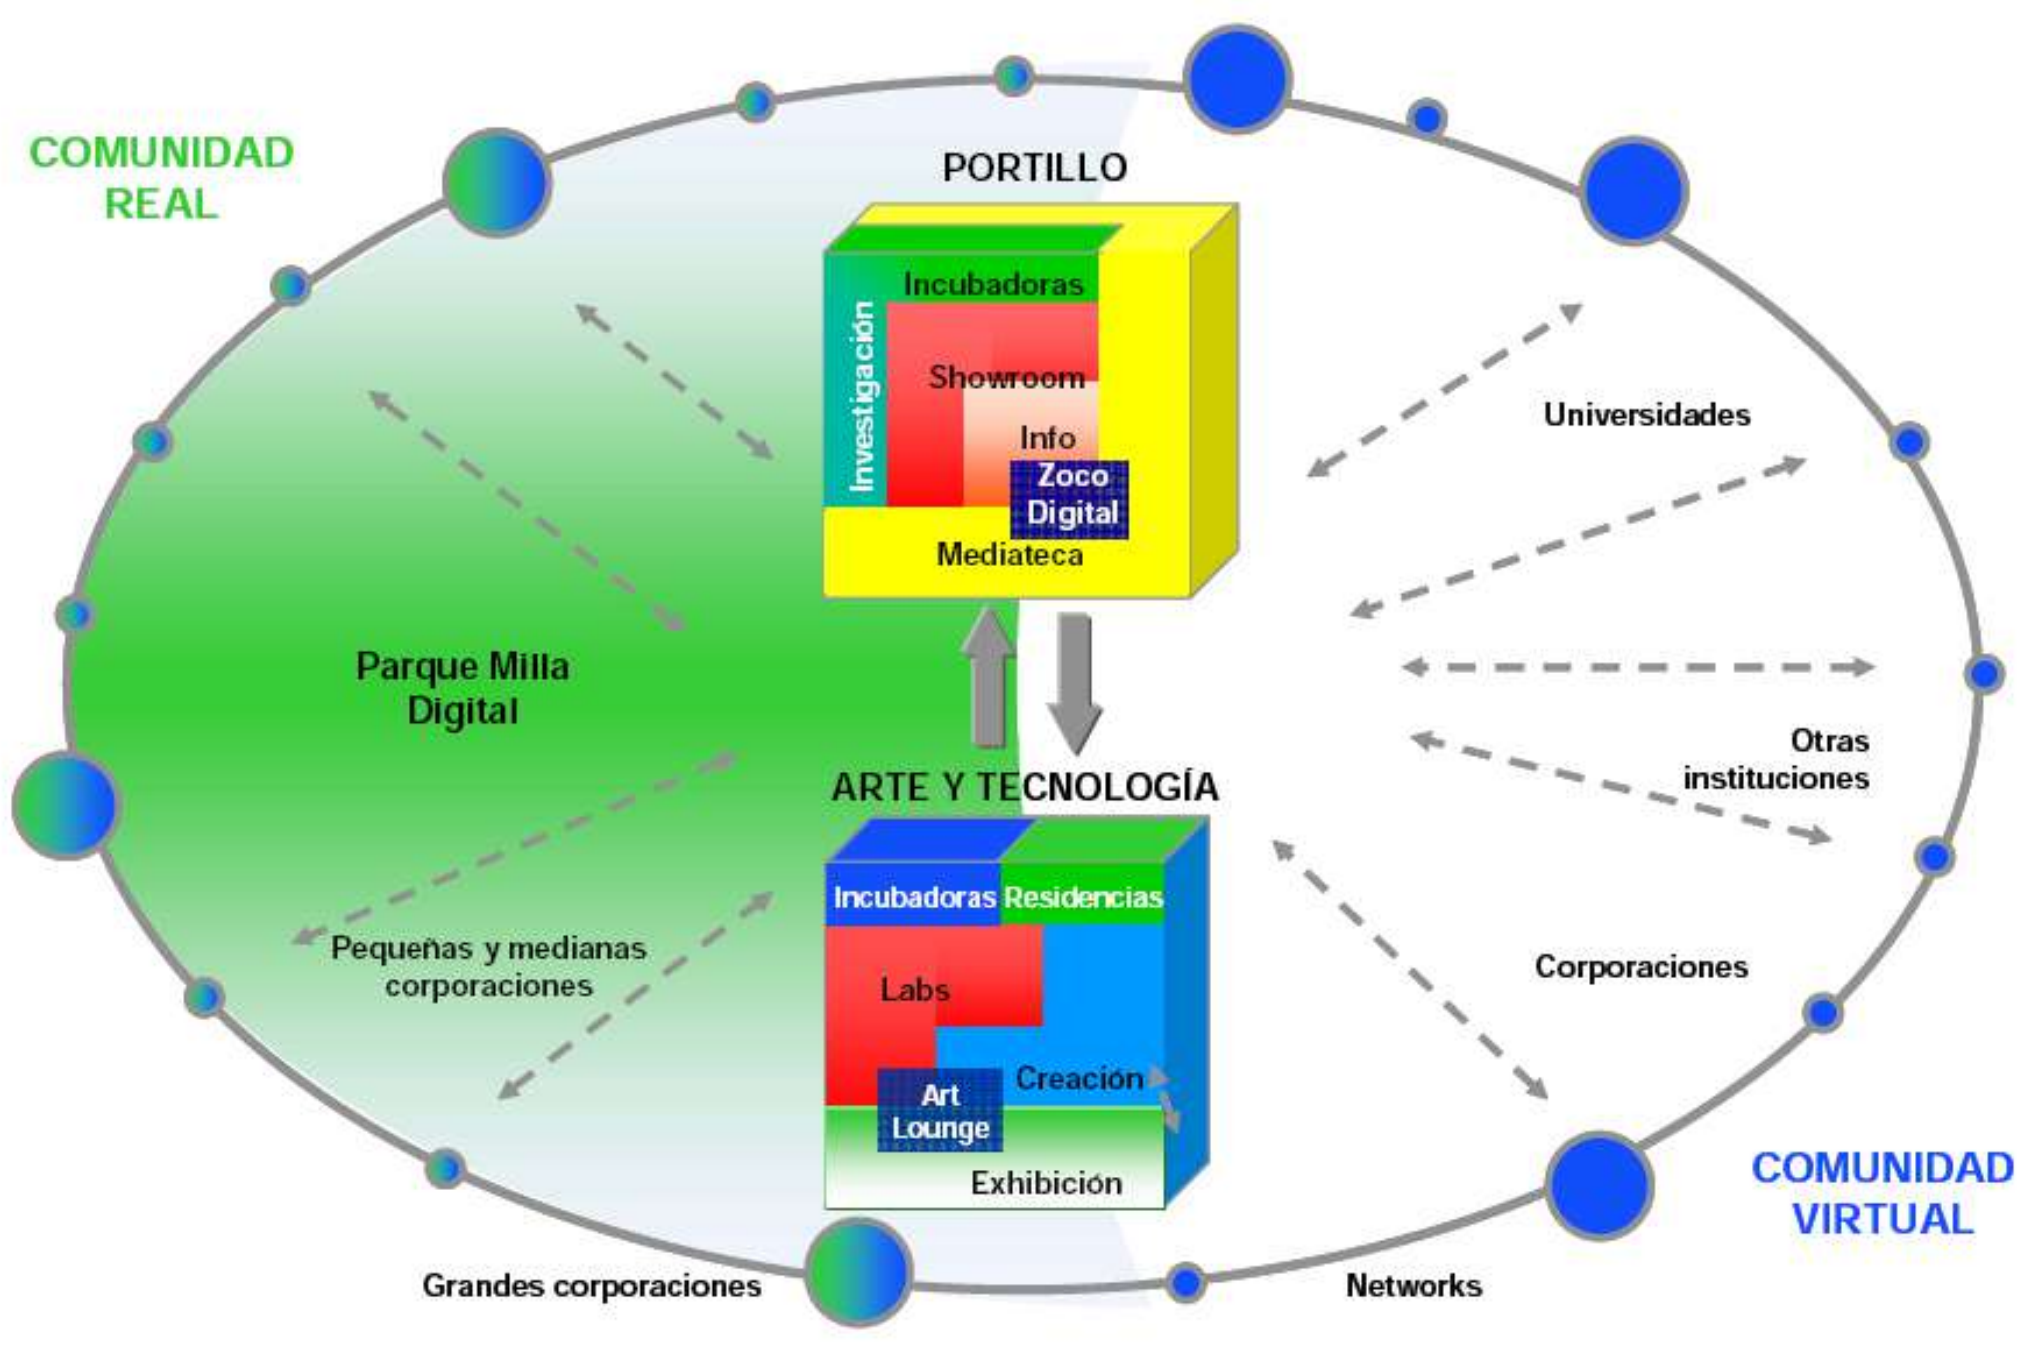 COMUNIDAD
REAL
PORTILLO
Incubadoras
Investigación
Showroom
Info
Zoco
Digital
Mediateca
Universidades
Parque Milla
Digital
Otras
instituciones
ARTE Y TECNOLOGÍA
Incubadoras
Residencias
Labs
Creación
Art
Lounge
Exhibición
Pequeñas y medianas
corporaciones
Corporaciones
COMUNIDAD
VIRTUAL
Grandes corporaciones
Networks